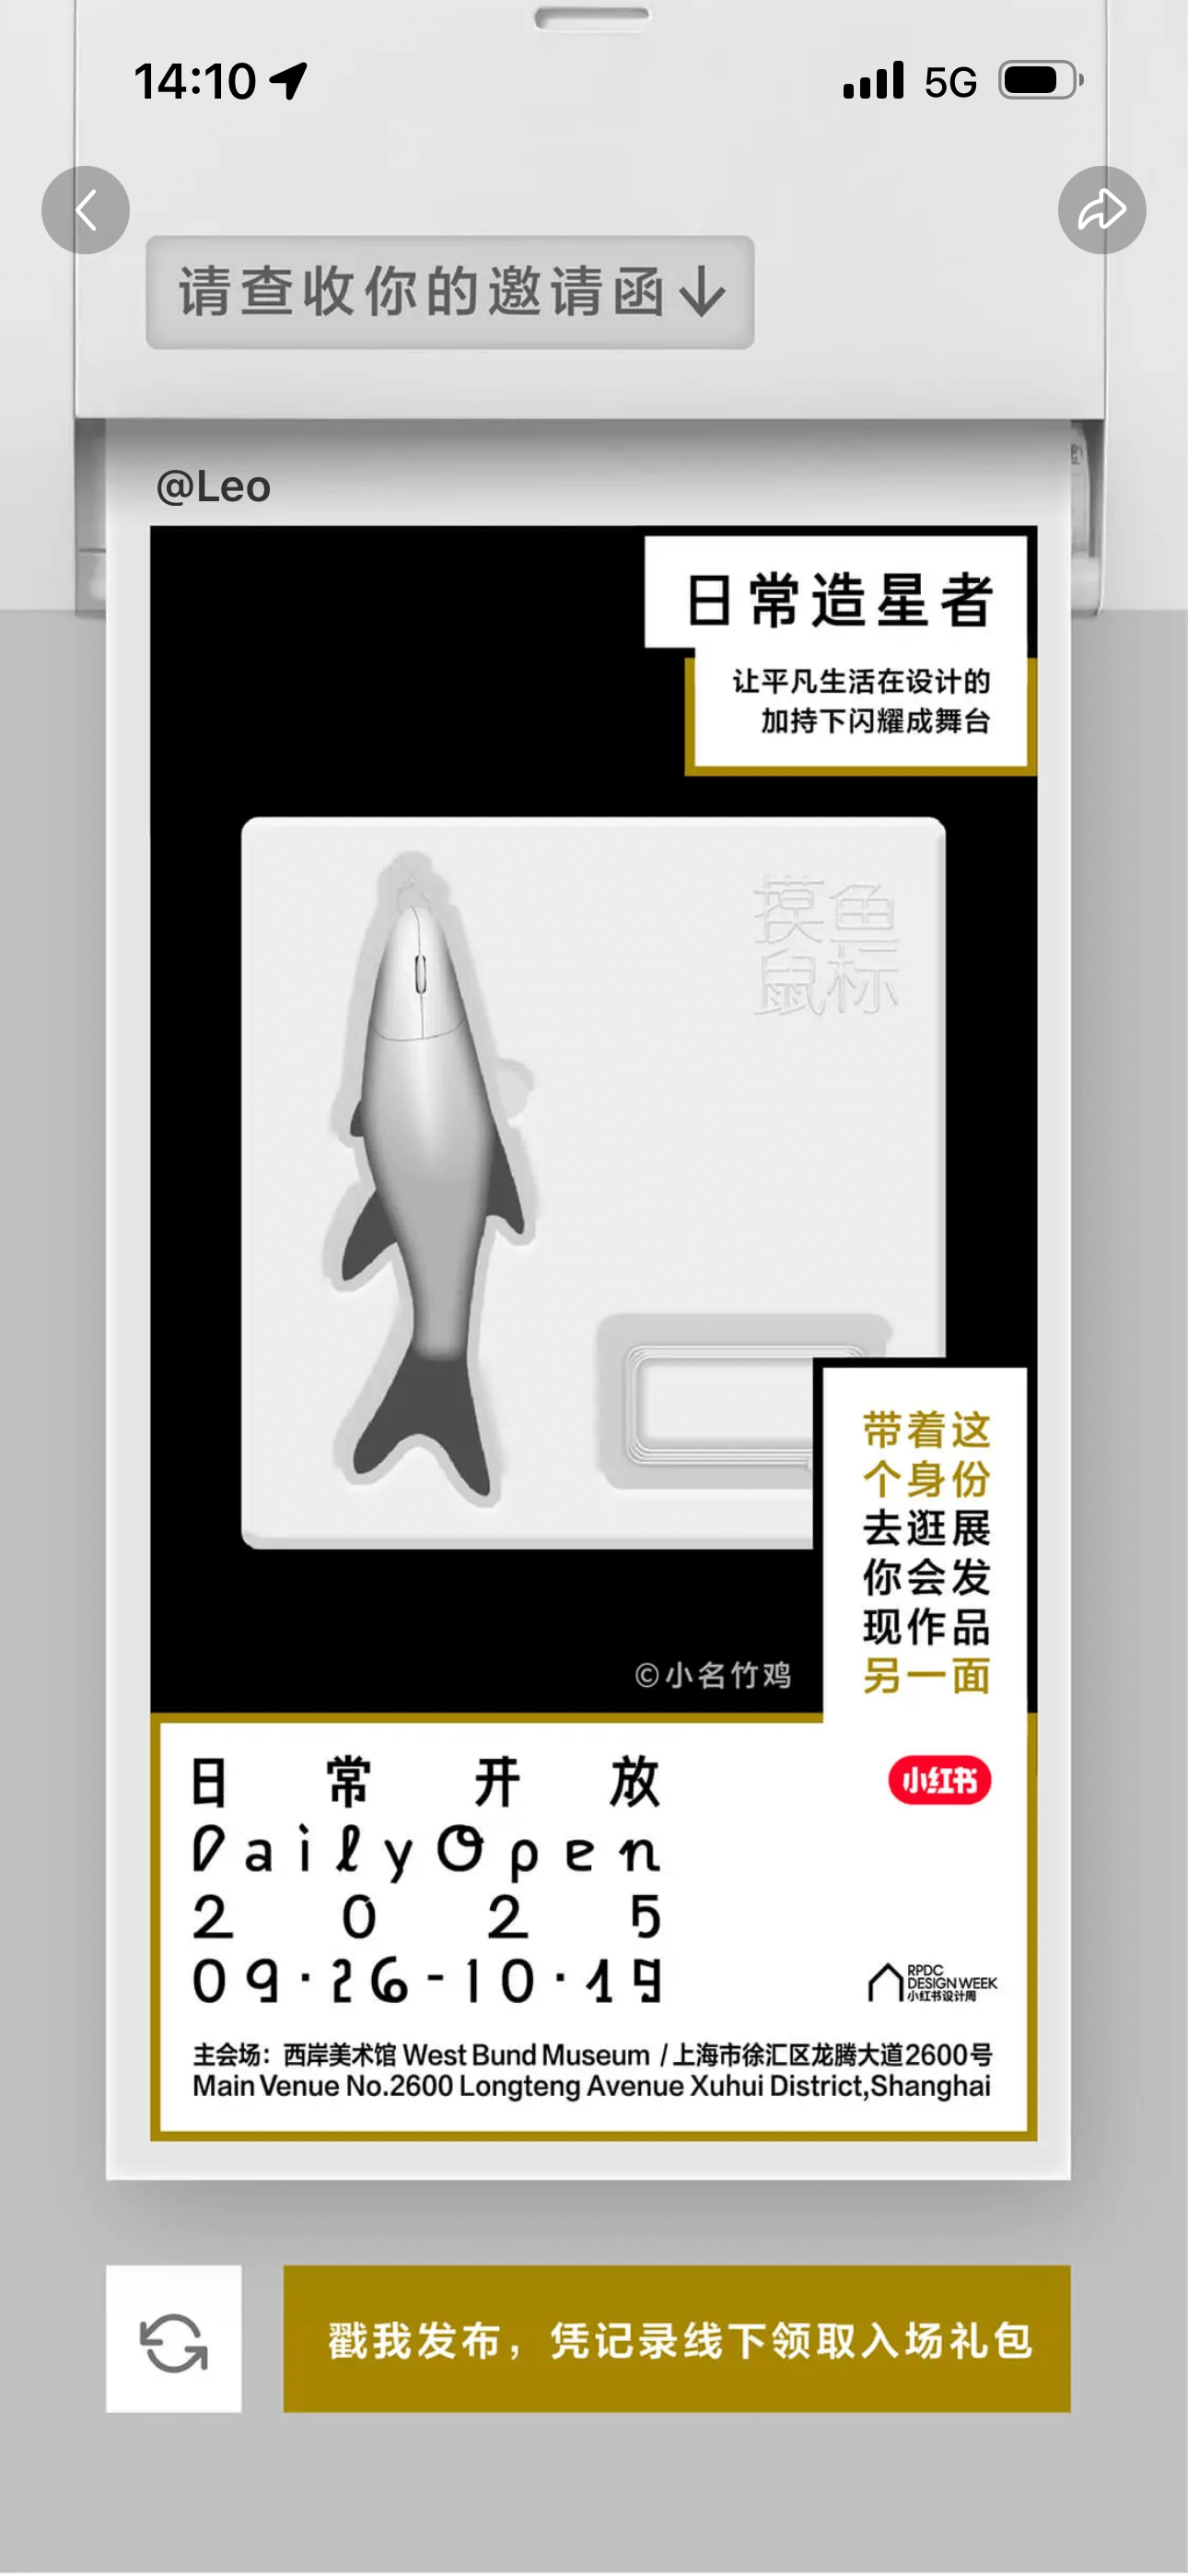 14:10
5G
请查收你的邀请函↓
@Leo
日常造星者
让平凡生活在设计的
加持下闪耀成舞台
摸鱼
鼠标
带着这
个身份
去逛展
你会发
现作品
另一面
©小名竹鸡
日常开放
小红书
DailyOpen
2025
09·26-10·19
RPDC
DESIGN WEEK
小红书设计周
主会场：西岸美术馆 West Bund Museum / 上海市徐汇区龙腾大道2600号
Main Venue No.2600 Longteng Avenue Xuhui District,Shanghai
戳我发布，凭记录线下领取入场礼包